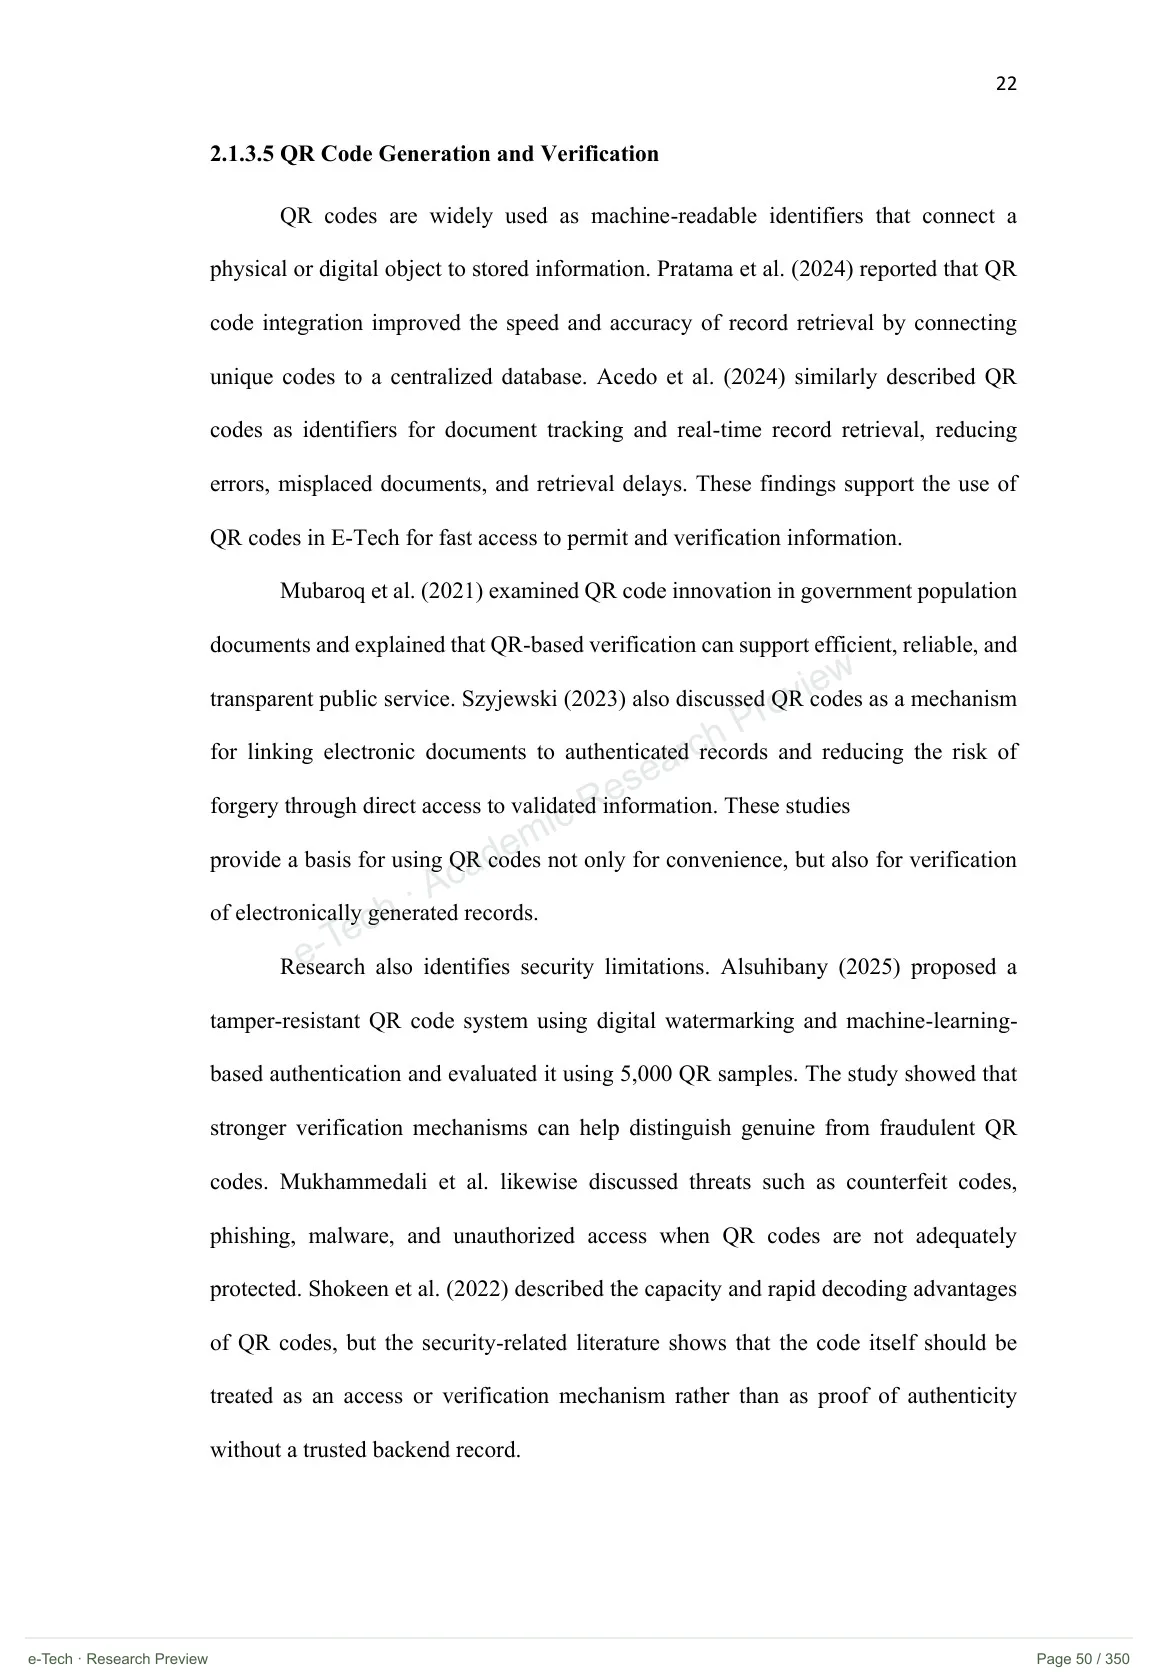 22
2.1.3.5 QR Code Generation and Verification
QR codes are widely used as machine-readable identifiers that connect a
physical or digital object to stored information. Pratama et al. (2024) reported that QR
code integration improved the speed and accuracy of record retrieval by connecting
unique codes to a centralized database. Acedo et al. (2024) similarly described QR
codes as identifiers for document tracking and real-time record retrieval, reducing
errors, misplaced documents, and retrieval delays. These findings support the use of
QR codes in E-Tech for fast access to permit and verification information.
Mubaroq et al. (2021) examined QR code innovation in government population
documents and explained that QR-based verification can support efficient, reliable, and
transparent public service. Szyjewski (2023) also discussed QR codes as a mechanism
for linking electronic documents to authenticated records and reducing the risk of
forgery through direct access to validated information. These studies
provide a basis for using QR codes not only for convenience, but also for verification
of electronically generated records.
Research also identifies security limitations. Alsuhibany (2025) proposed a
tamper-resistant QR code system using digital watermarking and machine-learning-
based authentication and evaluated it using 5,000 QR samples. The study showed that
stronger verification mechanisms can help distinguish genuine from fraudulent QR
codes. Mukhammedali et al. likewise discussed threats such as counterfeit codes,
phishing, malware, and unauthorized access when QR codes are not adequately
protected. Shokeen et al. (2022) described the capacity and rapid decoding advantages
of QR codes, but the security-related literature shows that the code itself should be
treated as an access or verification mechanism rather than as proof of authenticity
without a trusted backend record.
e-Tech · Academic Research Preview
e-Tech · Research Preview
Page 50 / 350